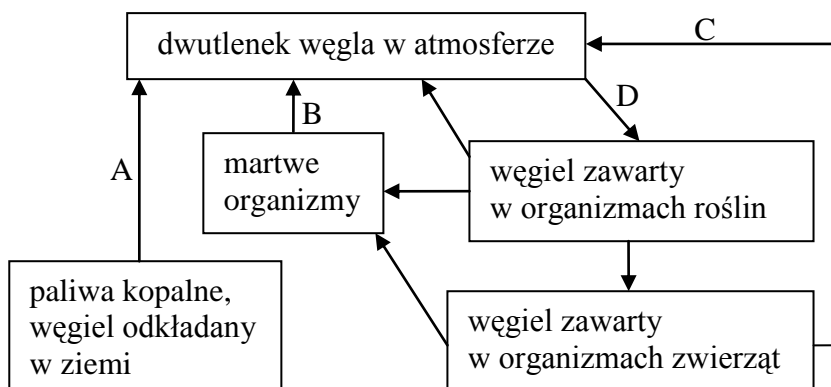 dwutlenek węgla w atmosferze
C
D
B
A
martwe
organizmy
węgiel zawarty
w organizmach roślin
paliwa kopalne,
węgiel odkładany
w ziemi
węgiel zawarty
w organizmach zwierząt